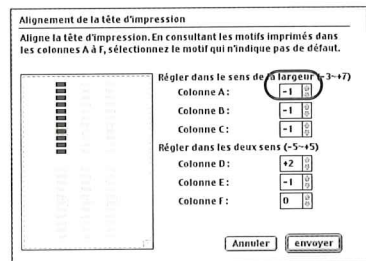 Alignement de la tête d'impression
Aligne la tête d'impression. En consultant les motifs imprimés dans
les colonnes A à F, sélectionnez le motif qui n'indique pas de défaut.
Régler dans le sens de la largeur (-3~+7)
Colonne A : -1
Colonne B : -1
Colonne C : -1
Régler dans les deux sens (-5~+5)
Colonne D : +2
Colonne E : -1
Colonne F : 0
Annuler envoyer